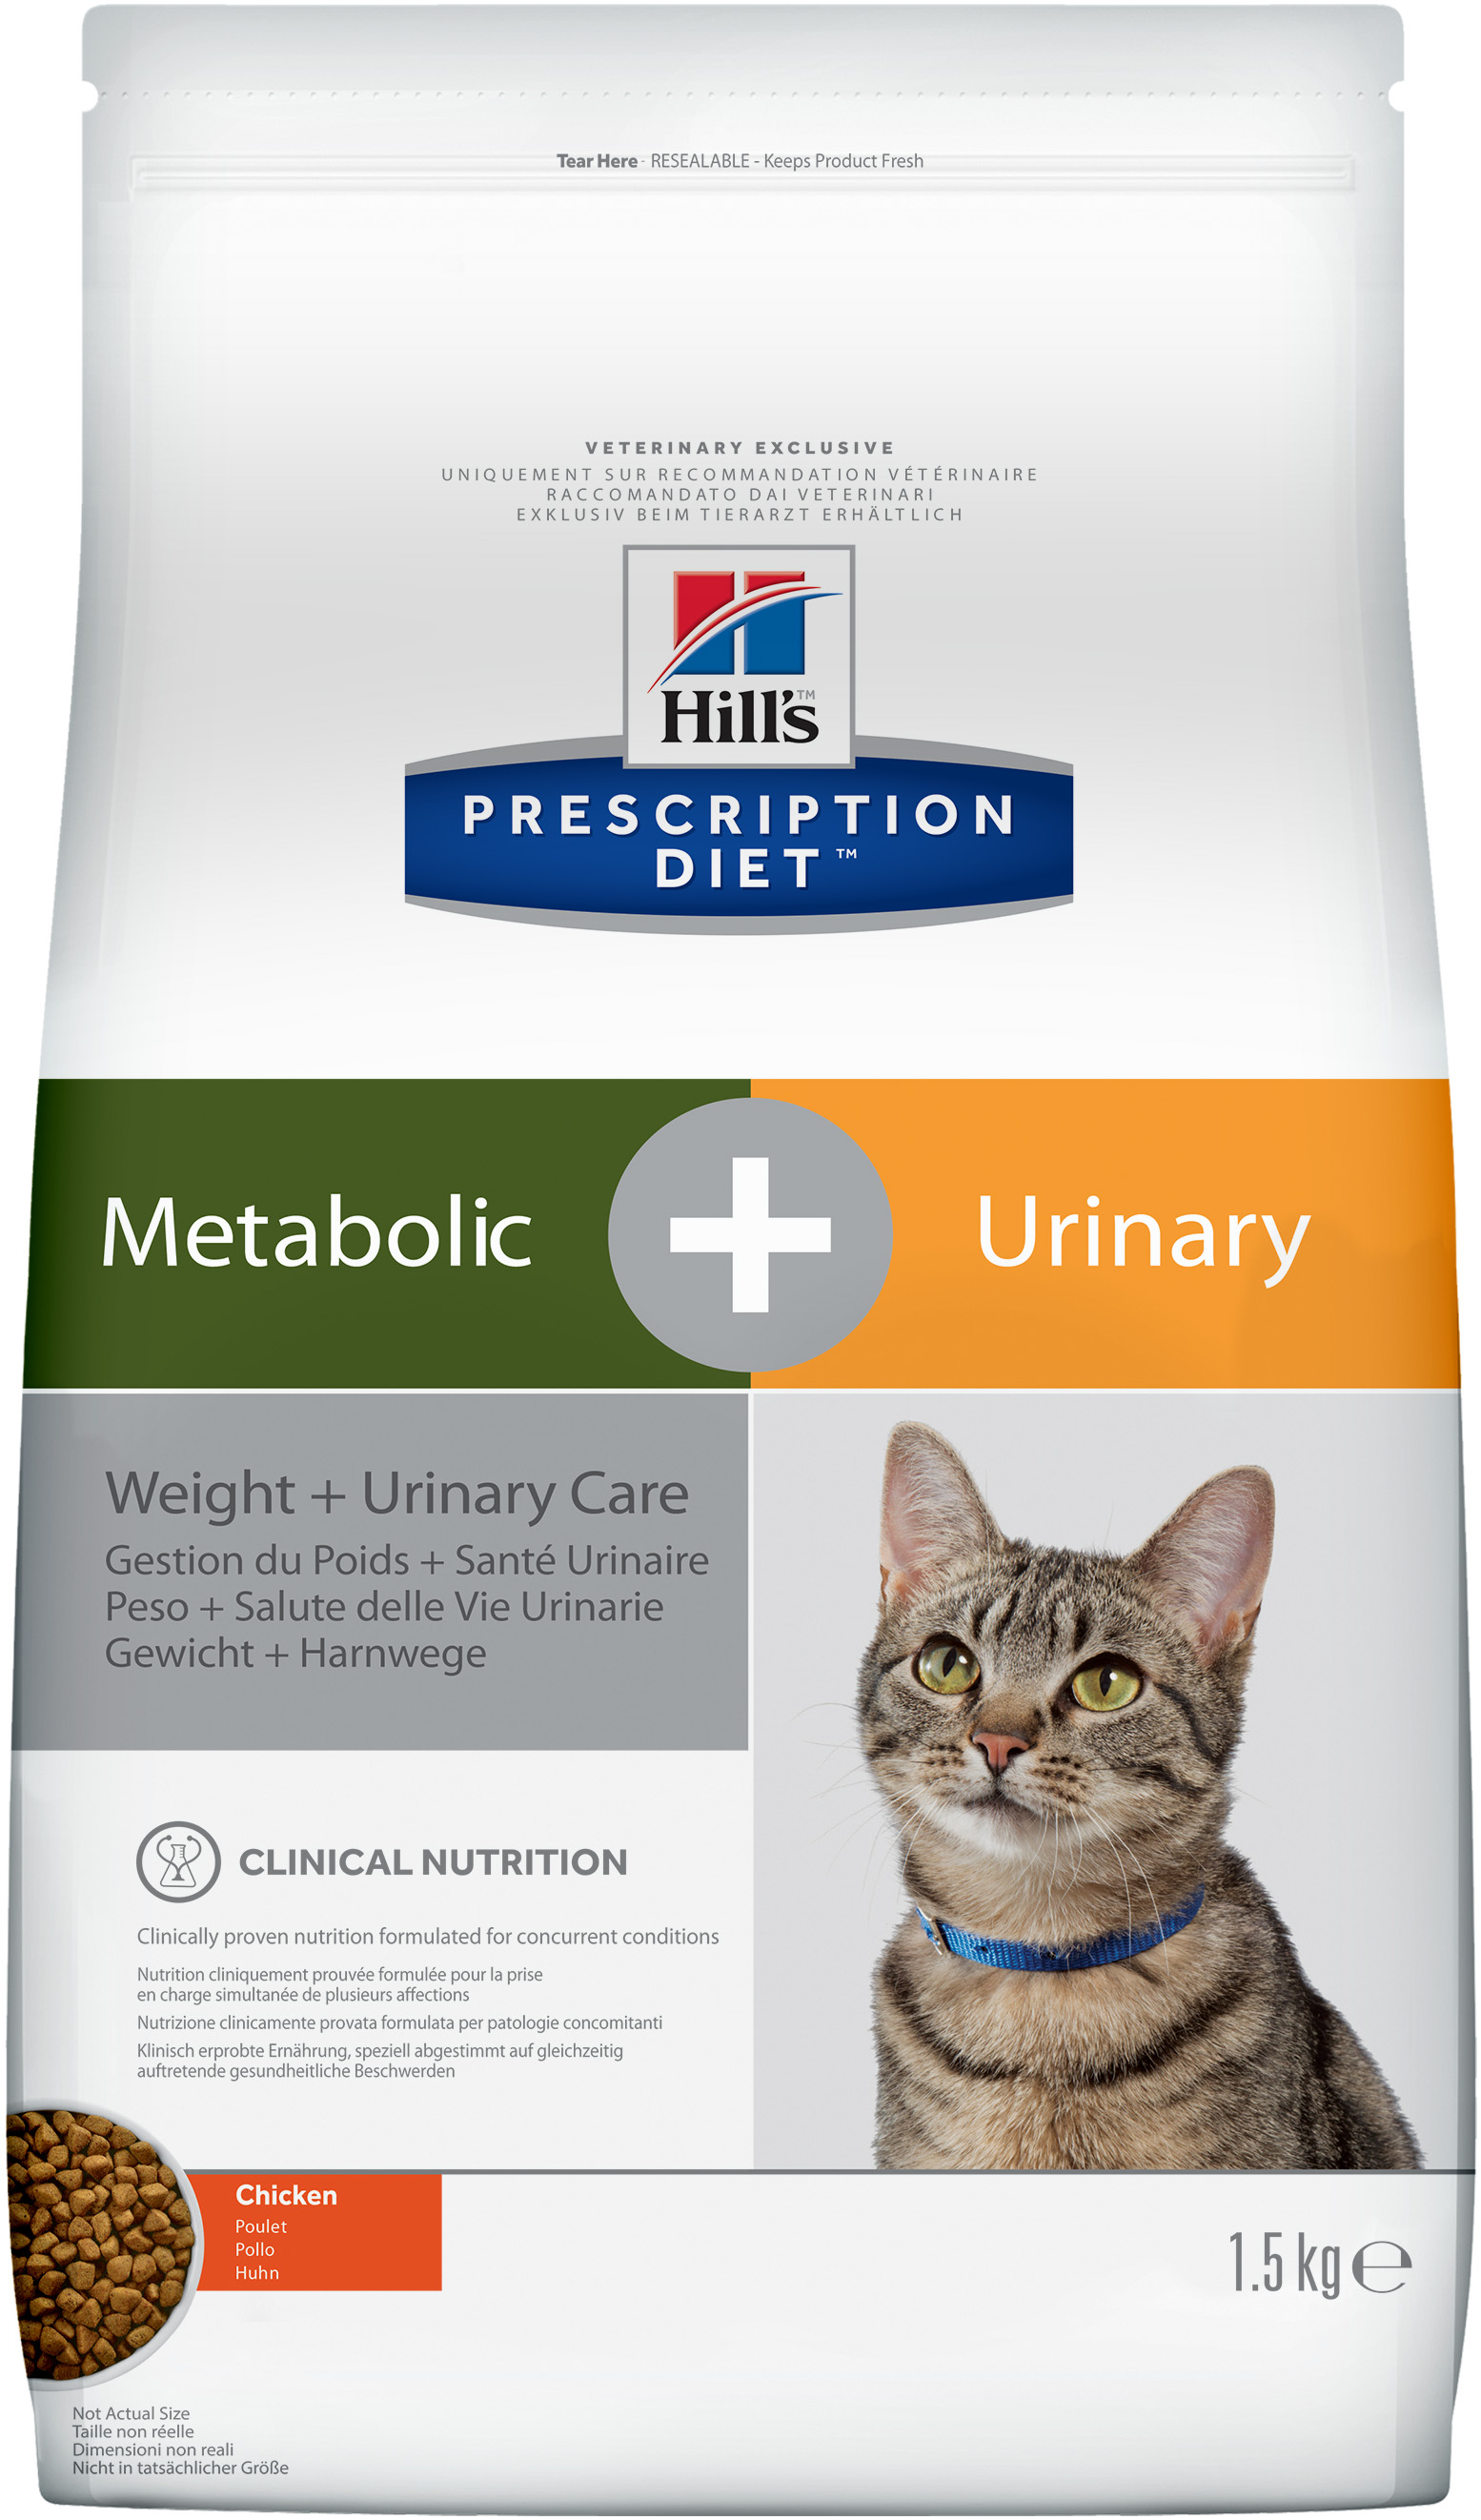 Tear Here - RESEALABLE - Keeps Product Fresh
VETERINARY EXCLUSIVE
UNIQUEMENT SUR RECOMMANDATION VÉTÉRINAIRE
RACCOMANDATO DAI VETERINARI
EXKLUSIV BEIM TIERARZT ERHÄLTLICH
Hill's™
PRESCRIPTION
DIET™
Metabolic + Urinary
Weight + Urinary Care
Gestion du Poids + Santé Urinaire
Peso + Salute delle Vie Urinarie
Gewicht + Harnwege
CLINICAL NUTRITION
Clinically proven nutrition formulated for concurrent conditions
Nutrition cliniquement prouvée formulée pour la prise
en charge simultanée de plusieurs affections
Nutrizione clinicamente provata formulata per patologie concomitanti
Klinisch erprobte Ernährung, speziell abgestimmt auf gleichzeitig
auftretende gesundheitliche Beschwerden
Chicken
Poulet
Pollo
Huhn
1.5 kg ℮
Not Actual Size
Taille non réelle
Dimensioni non reali
Nicht in tatsächlicher Größe